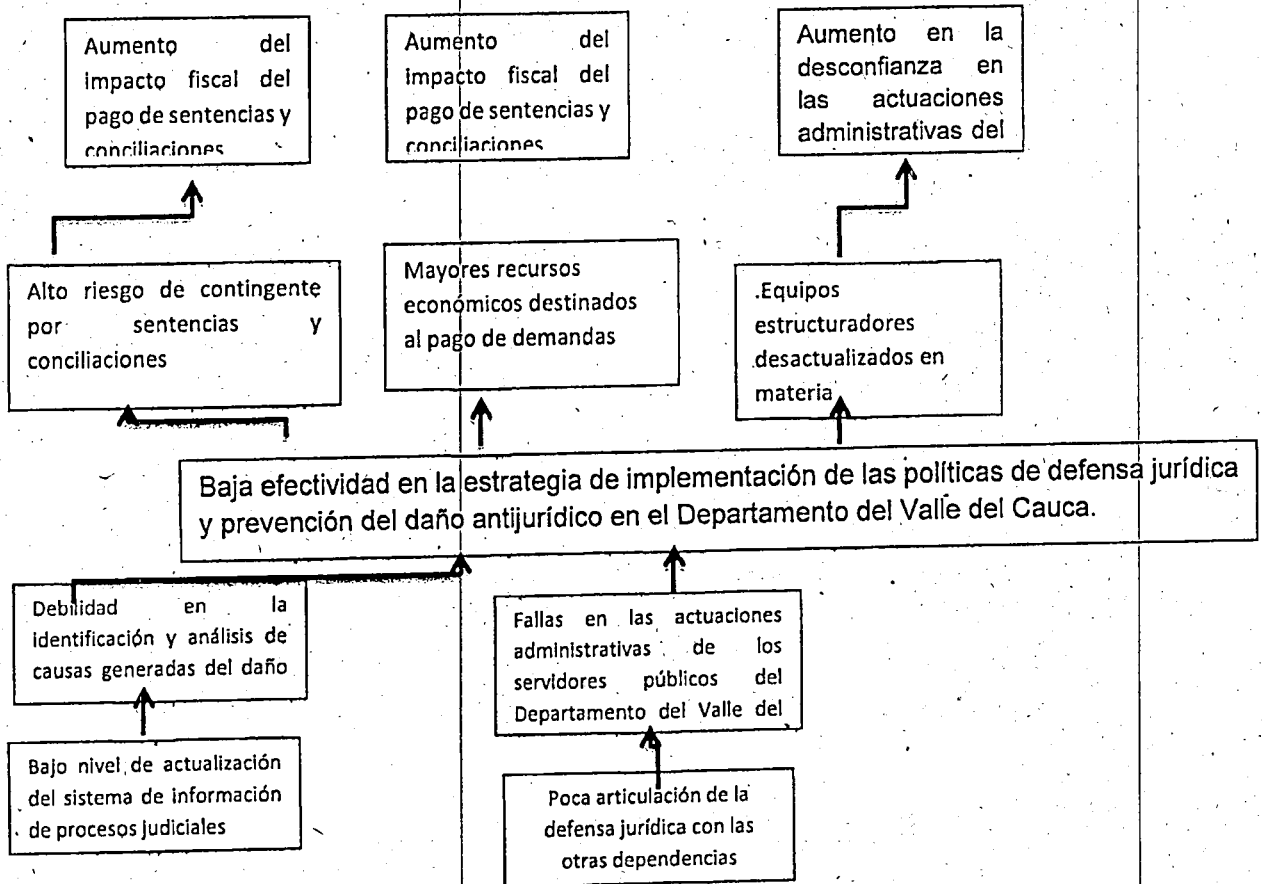 Aumento del
impacto fiscal del
pago de sentencias y
conciliaciones
Aumento del
impacto fiscal del
pago de sentencias y
conciliaciones
Aumento en la
desconfianza en
las actuaciones
administrativas del
Alto riesgo de contingente
por sentencias y
conciliaciones
Mayores recursos
económicos destinados
al pago de demandas
.Equipos
estructuradores
desactualizados en
materia
Baja efectividad en la estrategia de implementación de las políticas de defensa jurídica
y prevención del daño antijurídico en el Departamento del Valle del Cauca.
Debilidad en la
identificación y análisis de
causas generadas del daño
Fallas en las actuaciones
administrativas de los
servidores públicos del
Departamento del Valle del
Bajo nivel de actualización
del sistema de información
de procesos judiciales
Poca articulación de la
defensa jurídica con las
otras dependencias